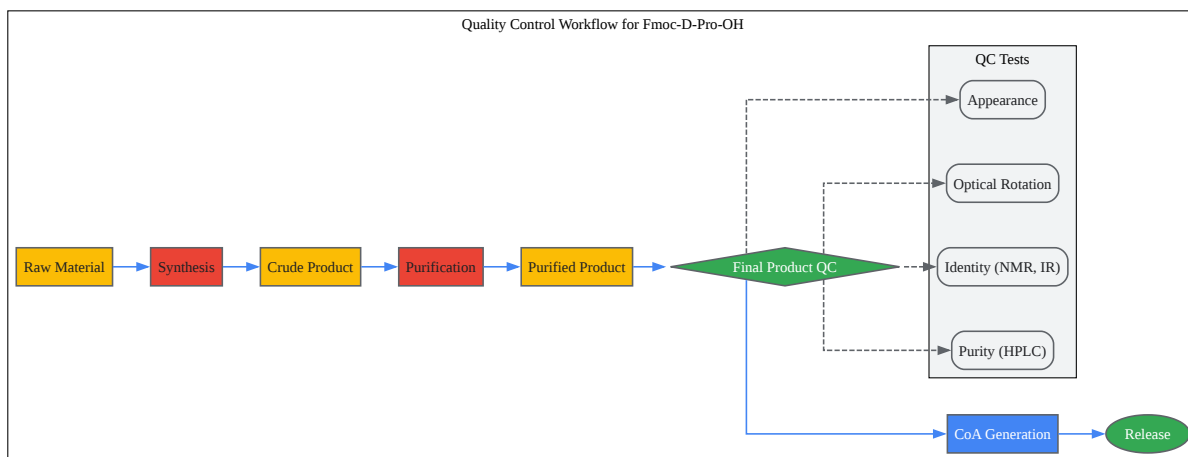 Quality Control Workflow for Fmoc-D-Pro-OH
QC Tests
Appearance
Optical Rotation
Raw Material
Synthesis
Crude Product
Purification
Purified Product
Final Product QC
Identity (NMR, IR)
Purity (HPLC)
CoA Generation
Release